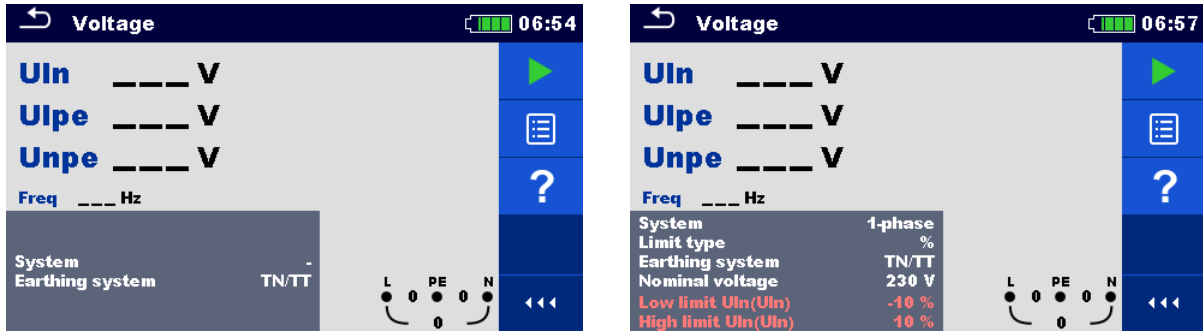 Voltage 06:54
Uln ___ V
Ulpe ___ V
Unpe ___ V
Freq ___ Hz
System -
Earthing system TN/TT
L PE N
0 0
0
?
Voltage 06:57
Uln ___ V
Ulpe ___ V
Unpe ___ V
Freq ___ Hz
System 1-phase
Limit type %
Earthing system TN/TT
Nominal voltage 230 V
Low limit Uln(Uln) -10 %
High limit Uln(Uln) 10 %
L PE N
0 0
0
?